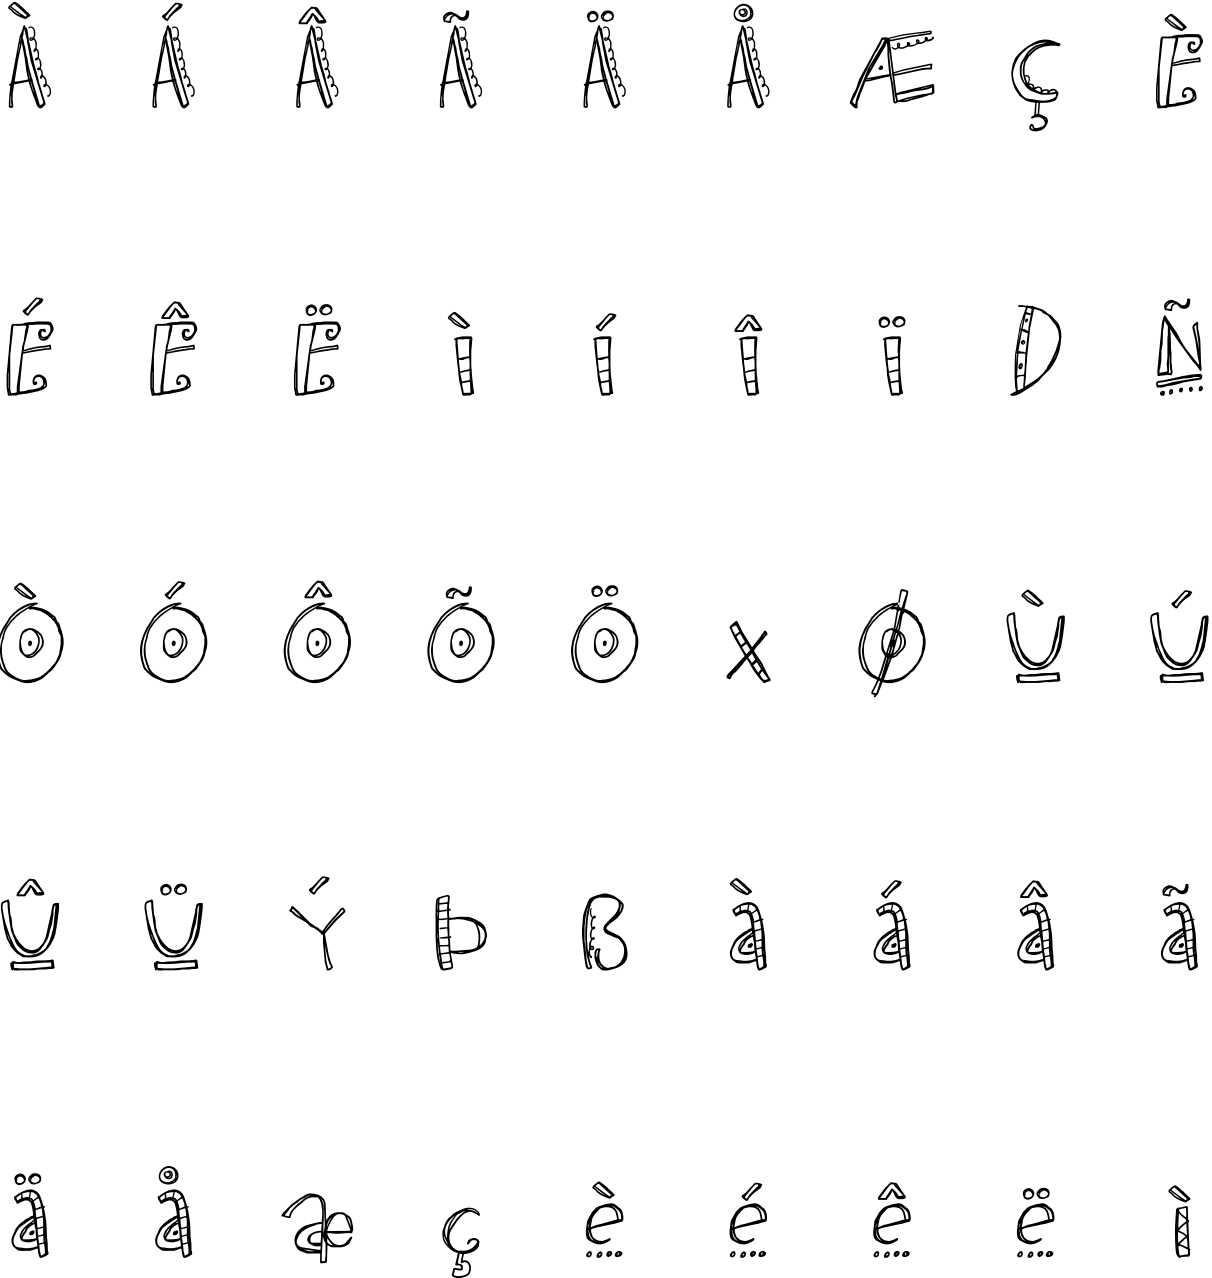 À Á Â Ã Ä Å Æ Ç È
É Ê Ë Ì Í Î Ï D Ñ
Ò Ó Ô Õ Ö x Ø Ù Ú
Û Ü Ý Þ ß à á â ã
ä å æ ç è é ê ë ì